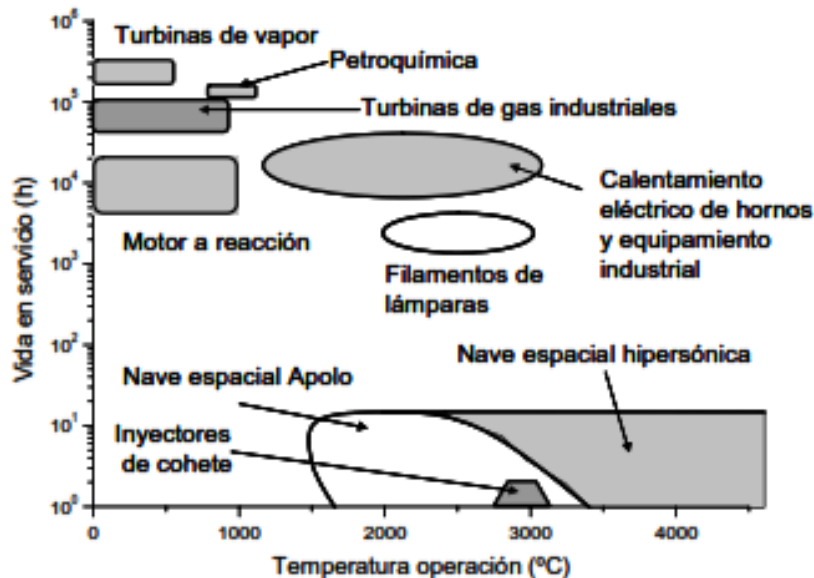 Vida en servicio (h)
10⁶
10⁵
10⁴
10³
10²
10¹
10⁰
Turbinas de vapor
Petroquímica
Turbinas de gas industriales
Calentamiento
eléctrico de hornos
y equipamiento
industrial
Motor a reacción
Filamentos de
lámparas
Nave espacial hipersónica
Nave espacial Apolo
Inyectores
de cohete
0
1000
2000
3000
4000
Temperatura operación (ºC)